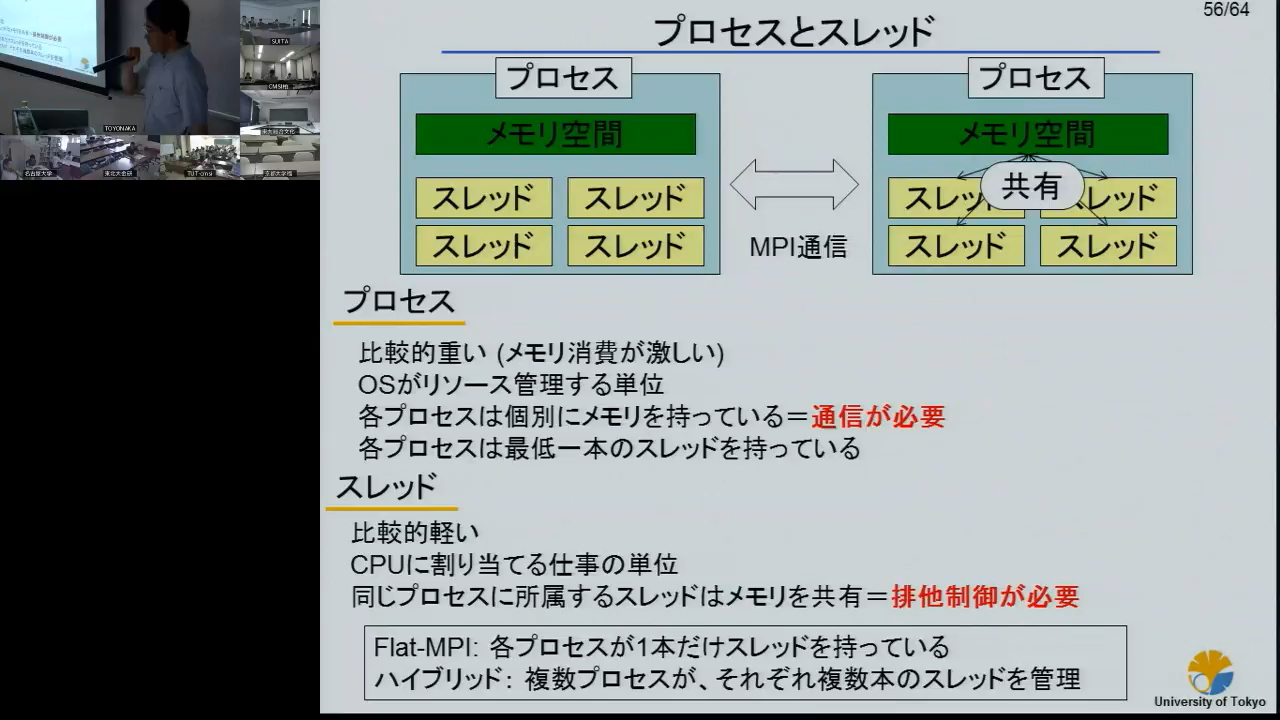 56/64
プロセスとスレッド
プロセス
プロセス
メモリ空間
メモリ空間
スレッド
スレッド
スレッド
スレッド
共有
スレッド
スレッド
MPI通信
プロセス
比較的重い (メモリ消費が激しい)
OSがリソース管理する単位
各プロセスは個別にメモリを持っている＝通信が必要
各プロセスは最低一本のスレッドを持っている
スレッド
比較的軽い
CPUに割り当てる仕事の単位
同じプロセスに所属するスレッドはメモリを共有＝排他制御が必要
Flat-MPI: 各プロセスが1本だけスレッドを持っている
ハイブリッド: 複数プロセスが、それぞれ複数本のスレッドを管理
University of Tokyo
SUITA
TOYONAKA
名古屋大学
東北大会研
TUT-cmsi